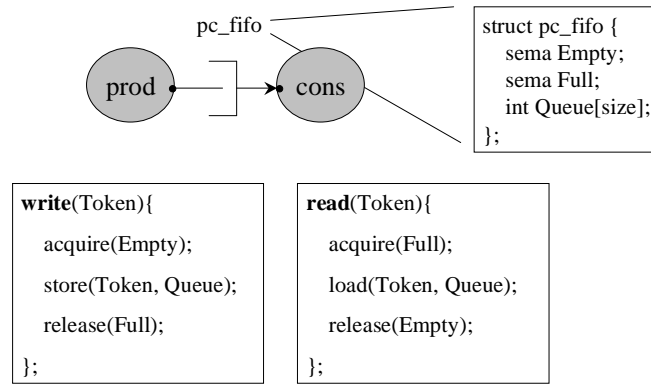 pc_fifo
prod
cons
struct pc_fifo {
sema Empty;
sema Full;
int Queue[size];
};
write(Token){
acquire(Empty);
store(Token, Queue);
release(Full);
};
read(Token){
acquire(Full);
load(Token, Queue);
release(Empty);
};